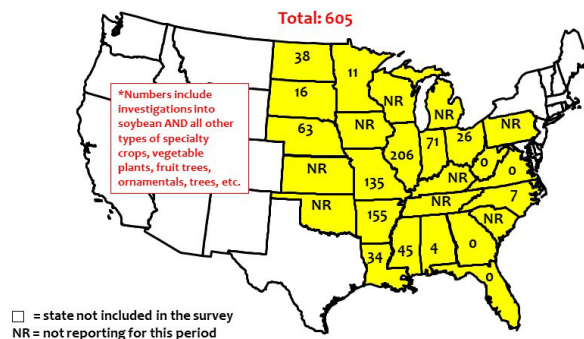 Total: 605
38
11
16
*Numbers include
investigations into
soybean AND all other
types of specialty
crops, vegetable
plants, fruit trees,
ornamentals, trees, etc.
NR
NR
63
NR
206
71
26
NR
0
0
NR
135
NR
NR
155
NR
7
NR
34
45
4
0
0
☐ = state not included in the survey
NR = not reporting for this period